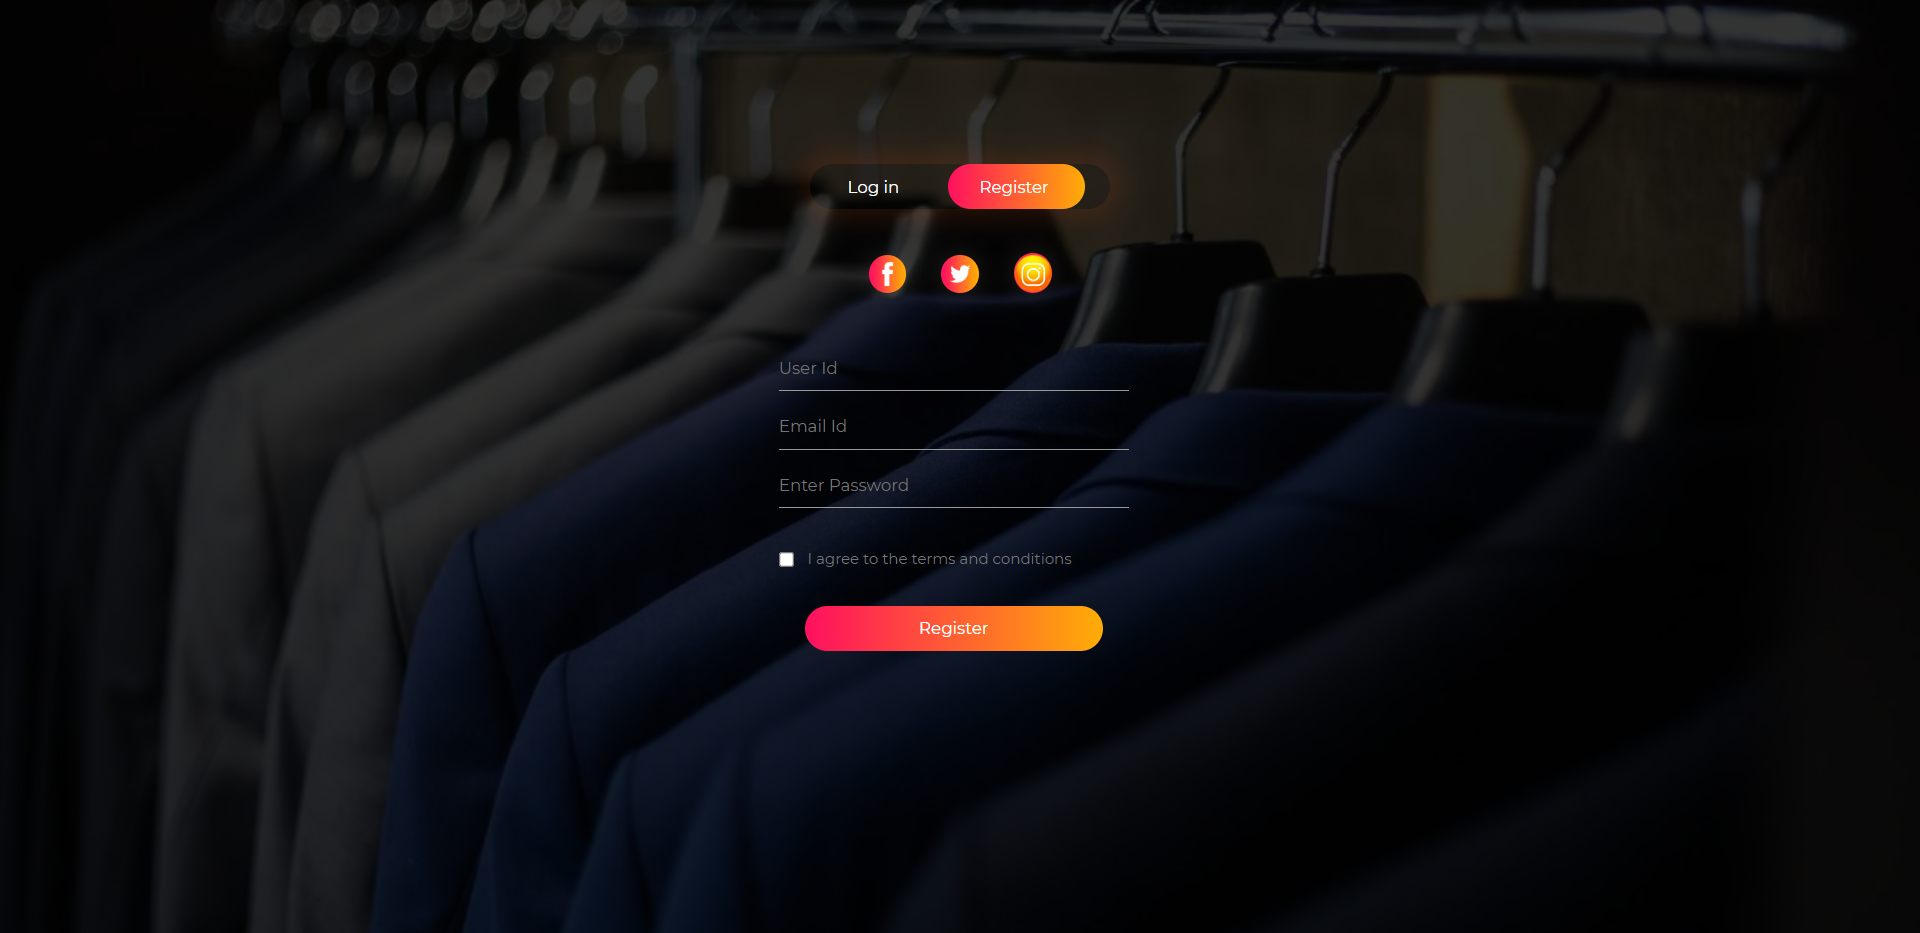 Log in Register
User Id
Email Id
Enter Password
I agree to the terms and conditions
Register